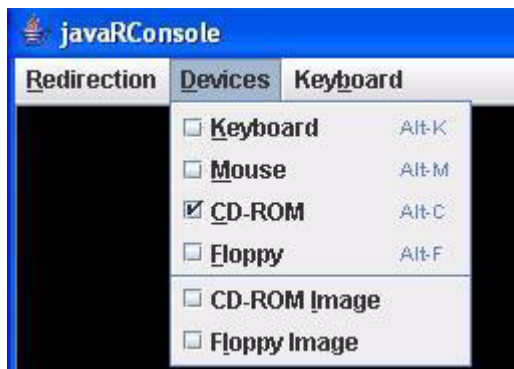 javaRConsole
Redirection Devices Keyboard
Keyboard Alt-K
Mouse Alt-M
CD-ROM Alt-C
Floppy Alt-F
CD-ROM Image
Floppy Image